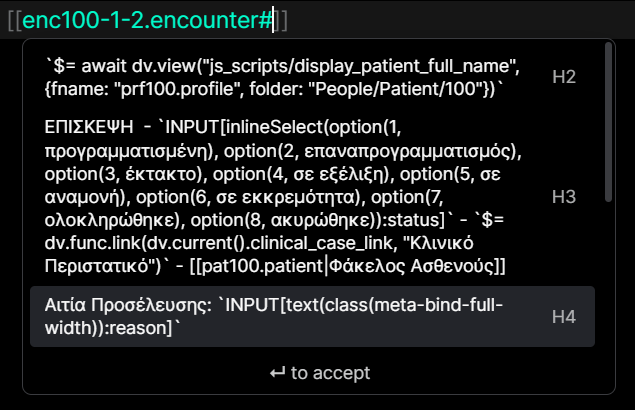 [[enc100-1-2.encounter#]]
`$= await dv.view("js_scripts/display_patient_full_name",
{fname: "prf100.profile", folder: "People/Patient/100"})`
H2
ΕΠΙΣΚΕΨΗ - `INPUT[inlineSelect(option(1,
προγραμματισμένη), option(2, επαναπρογραμματισμός),
option(3, έκτακτο), option(4, σε εξέλιξη), option(5, σε
αναμονή), option(6, σε εκκρεμότητα), option(7,
ολοκληρώθηκε), option(8, ακυρώθηκε)):status]` - `$=
dv.func.link(dv.current().clinical_case_link, "Κλινικό
Περιστατικό")` - [[pat100.patient|Φάκελος Ασθενούς]]
H3
Αιτία Προσέλευσης: `INPUT[text(class(meta-bind-full-
width)):reason]`
H4
↵ to accept